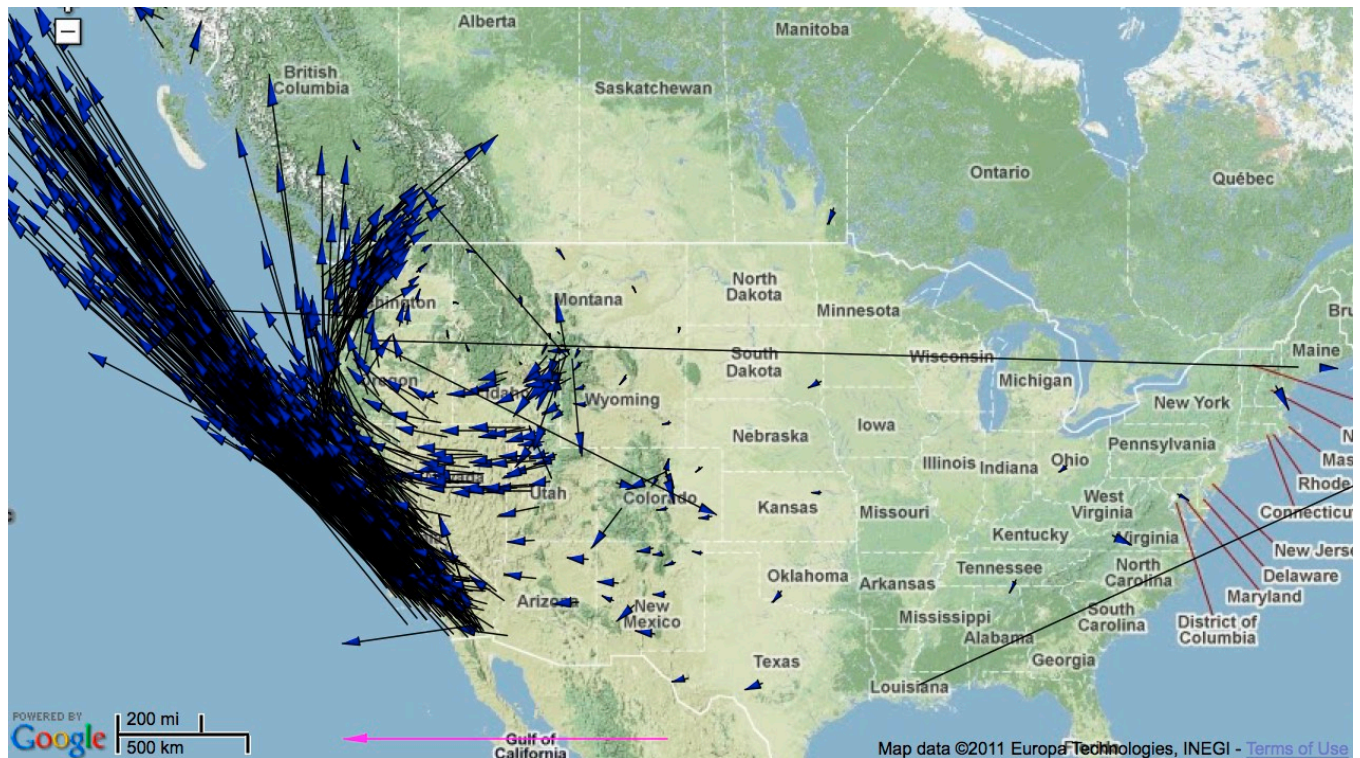 Alberta
Manitoba
British
Columbia
Saskatchewan
Ontario
Québec
North
Dakota
Montana
Minnesota
South
Dakota
Wisconsin
Maine
Michigan
Wyoming
New York
Nebraska
Iowa
Pennsylvania
Illinois
Indiana
Ohio
Utah
Colorado
Kansas
Missouri
West
Virginia
Kentucky
Virginia
Rhode
Connecticut
New Jerse
Delaware
Maryland
District of
Columbia
Oklahoma
Arkansas
Tennessee
North
Carolina
Arizona
New
Mexico
Mississippi
Alabama
South
Carolina
Georgia
Texas
Louisiana
Gulf of
California
POWERED BY
Google
200 mi
500 km
Map data ©2011 Europa Technologies, INEGI - Terms of Use